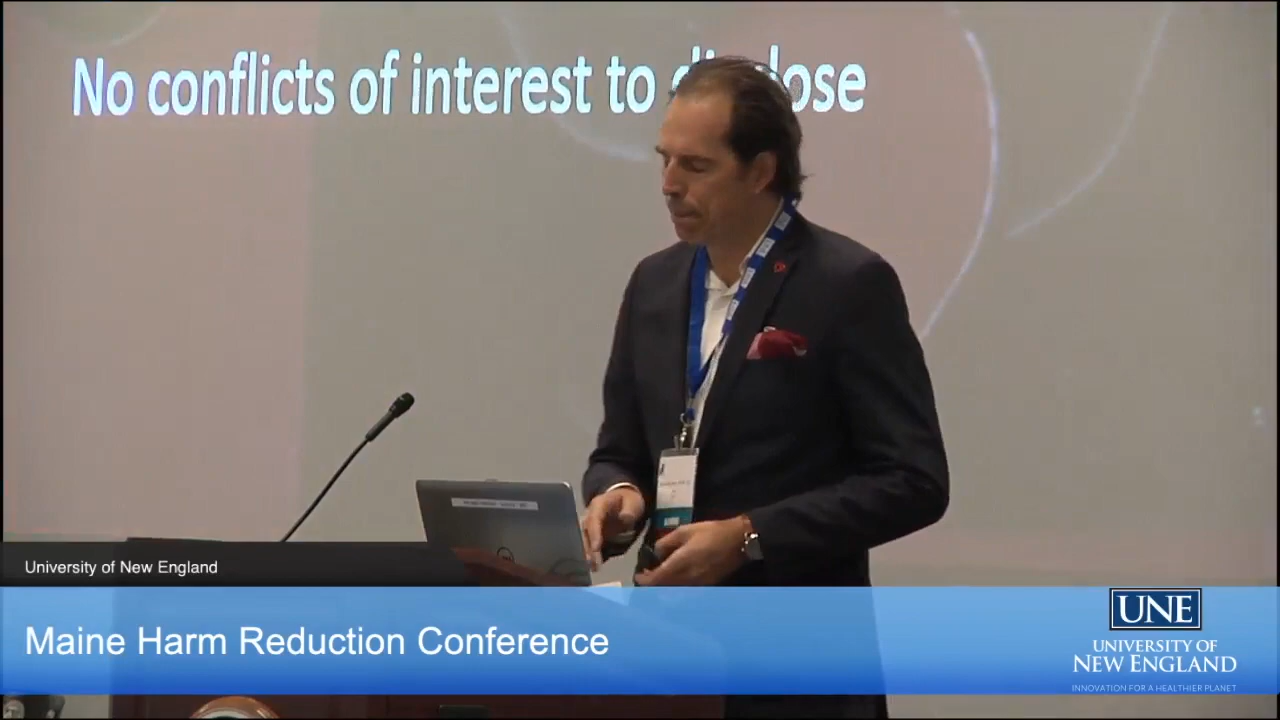 No conflicts of interest to disclose
University of New England
Maine Harm Reduction Conference
UNE
UNIVERSITY OF
NEW ENGLAND
INNOVATION FOR A HEALTHIER PLANET